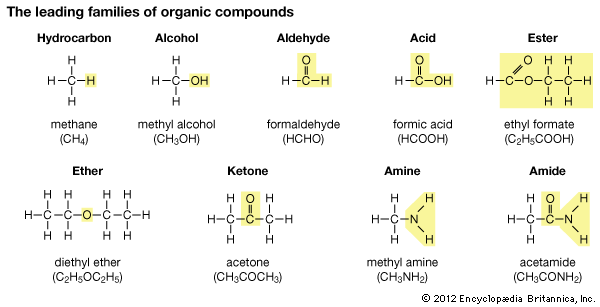 The leading families of organic compounds
Hydrocarbon Alcohol Aldehyde Acid Ester
H H O O O H H
H–C–H H–C–OH H–C–H H–C–OH H–C–O–C–C–H
H H H H
methane methyl alcohol formaldehyde formic acid ethyl formate
(CH₄) (CH₃OH) (HCHO) (HCOOH) (C₂H₅COOH)
Ether Ketone Amine Amide
H H H H H O H H H H O H
H–C–C–O–C–C–H H–C–C–C–H H–C–N H–C–C–N
H H H H H H H H H H
diethyl ether acetone methyl amine acetamide
(C₂H₅OC₂H₅) (CH₃COCH₃) (CH₃NH₂) (CH₃CONH₂)
© 2012 Encyclopædia Britannica, Inc.